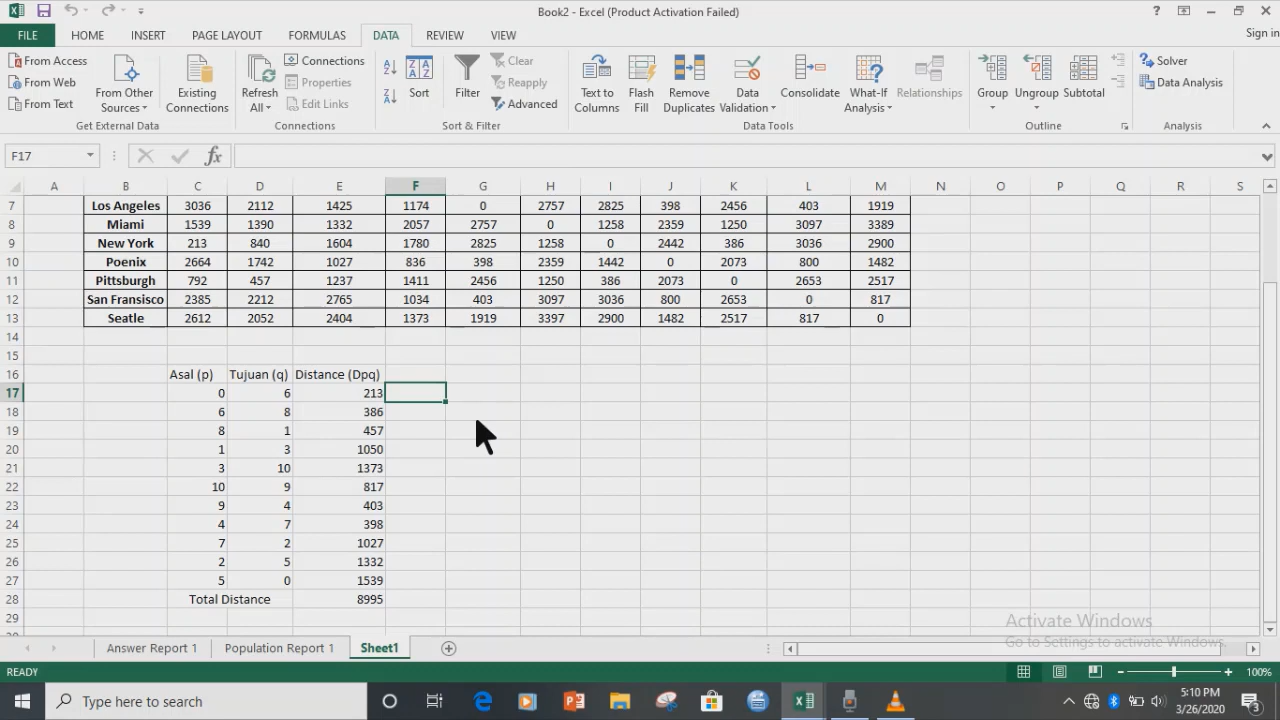 Book2 - Excel (Product Activation Failed)
?
FILE HOME INSERT PAGE LAYOUT FORMULAS DATA REVIEW VIEW Sign in
From Access
From Web
From Text
From Other Sources
Existing Connections
Get External Data
Refresh All
Connections
Properties
Edit Links
Connections
Sort
Filter
Clear
Reapply
Advanced
Sort & Filter
Text to Columns
Flash Fill
Remove Duplicates
Data Validation
Consolidate
What-If Analysis
Relationships
Data Tools
Group
Ungroup
Subtotal
Outline
Solver
Data Analysis
Analysis
F17 fx
A B C D E F G H I J K L M N O P Q R S
7 Los Angeles 3036 2112 1425 1174 0 2757 2825 398 2456 403 1919
8 Miami 1539 1390 1332 2057 2757 0 1258 2359 1250 3097 3389
9 New York 213 840 1604 1780 2825 1258 0 2442 386 3036 2900
10 Poenix 2664 1742 1027 836 398 2359 1442 0 2073 800 1482
11 Pittsburgh 792 457 1237 1411 2456 1250 386 2073 0 2653 2517
12 San Fransisco 2385 2212 2765 1034 403 3097 3036 800 2653 0 817
13 Seatle 2612 2052 2404 1373 1919 3397 2900 1482 2517 817 0
14
15
16 Asal (p) Tujuan (q) Distance (Dpq)
17 0 6 213
18 6 8 386
19 8 1 457
20 1 3 1050
21 3 10 1373
22 10 9 817
23 9 4 403
24 4 7 398
25 7 2 1027
26 2 5 1332
27 5 0 1539
28 Total Distance 8995
29
Activate Windows
Go to Settings to activate Windows.
Answer Report 1 Population Report 1 Sheet1
READY 100%
Type here to search
5:10 PM
3/26/2020
3